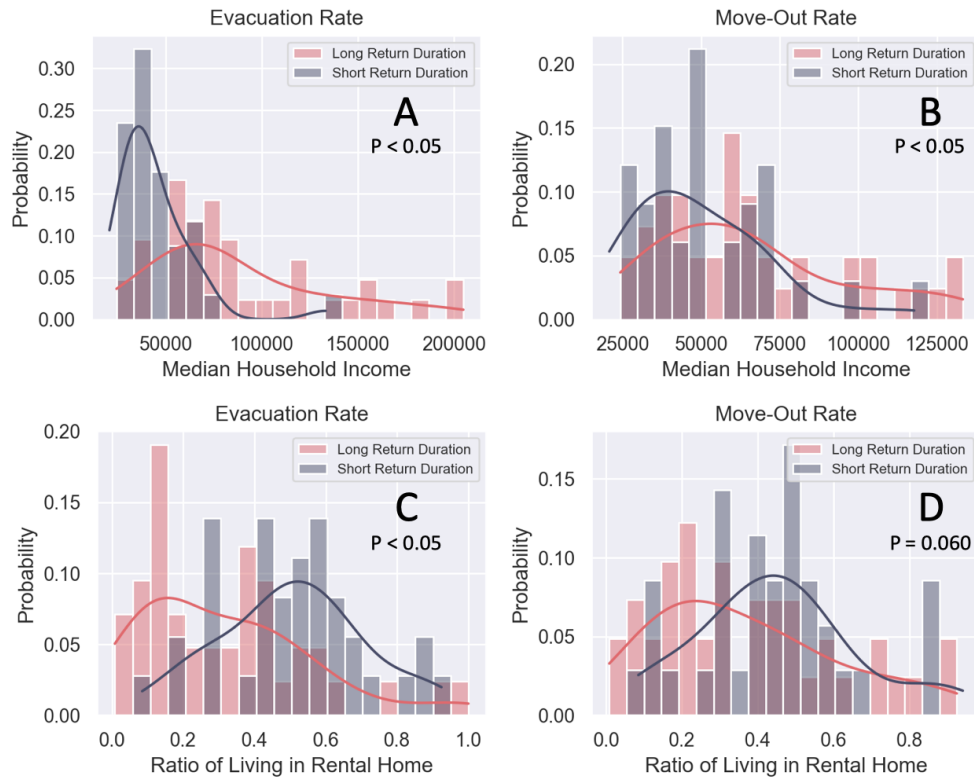 Evacuation Rate
Long Return Duration
Short Return Duration
A
P < 0.05
Probability
0.30
0.25
0.20
0.15
0.10
0.05
0.00
50000 100000 150000 200000
Median Household Income
Move-Out Rate
Long Return Duration
Short Return Duration
B
P < 0.05
Probability
0.20
0.15
0.10
0.05
0.00
25000 50000 75000 100000 125000
Median Household Income
Evacuation Rate
Long Return Duration
Short Return Duration
C
P < 0.05
Probability
0.20
0.15
0.10
0.05
0.00
0.0 0.2 0.4 0.6 0.8 1.0
Ratio of Living in Rental Home
Move-Out Rate
Long Return Duration
Short Return Duration
D
P = 0.060
Probability
0.15
0.10
0.05
0.00
0.0 0.2 0.4 0.6 0.8
Ratio of Living in Rental Home